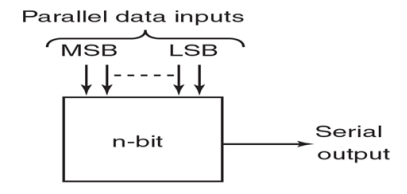 Parallel data inputs
MSB LSB
n-bit
Serial
output